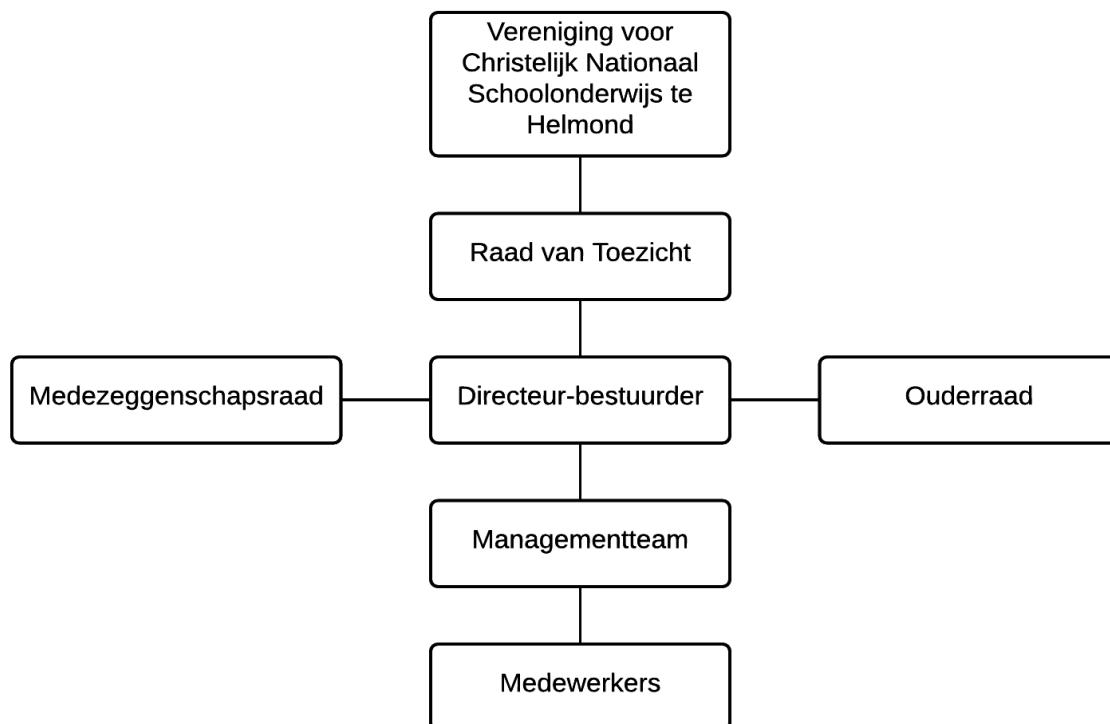 Vereniging voor
Christelijk Nationaal
Schoolonderwijs te
Helmond
Raad van Toezicht
Medezeggenschapsraad
Directeur-bestuurder
Ouderraad
Managementteam
Medewerkers